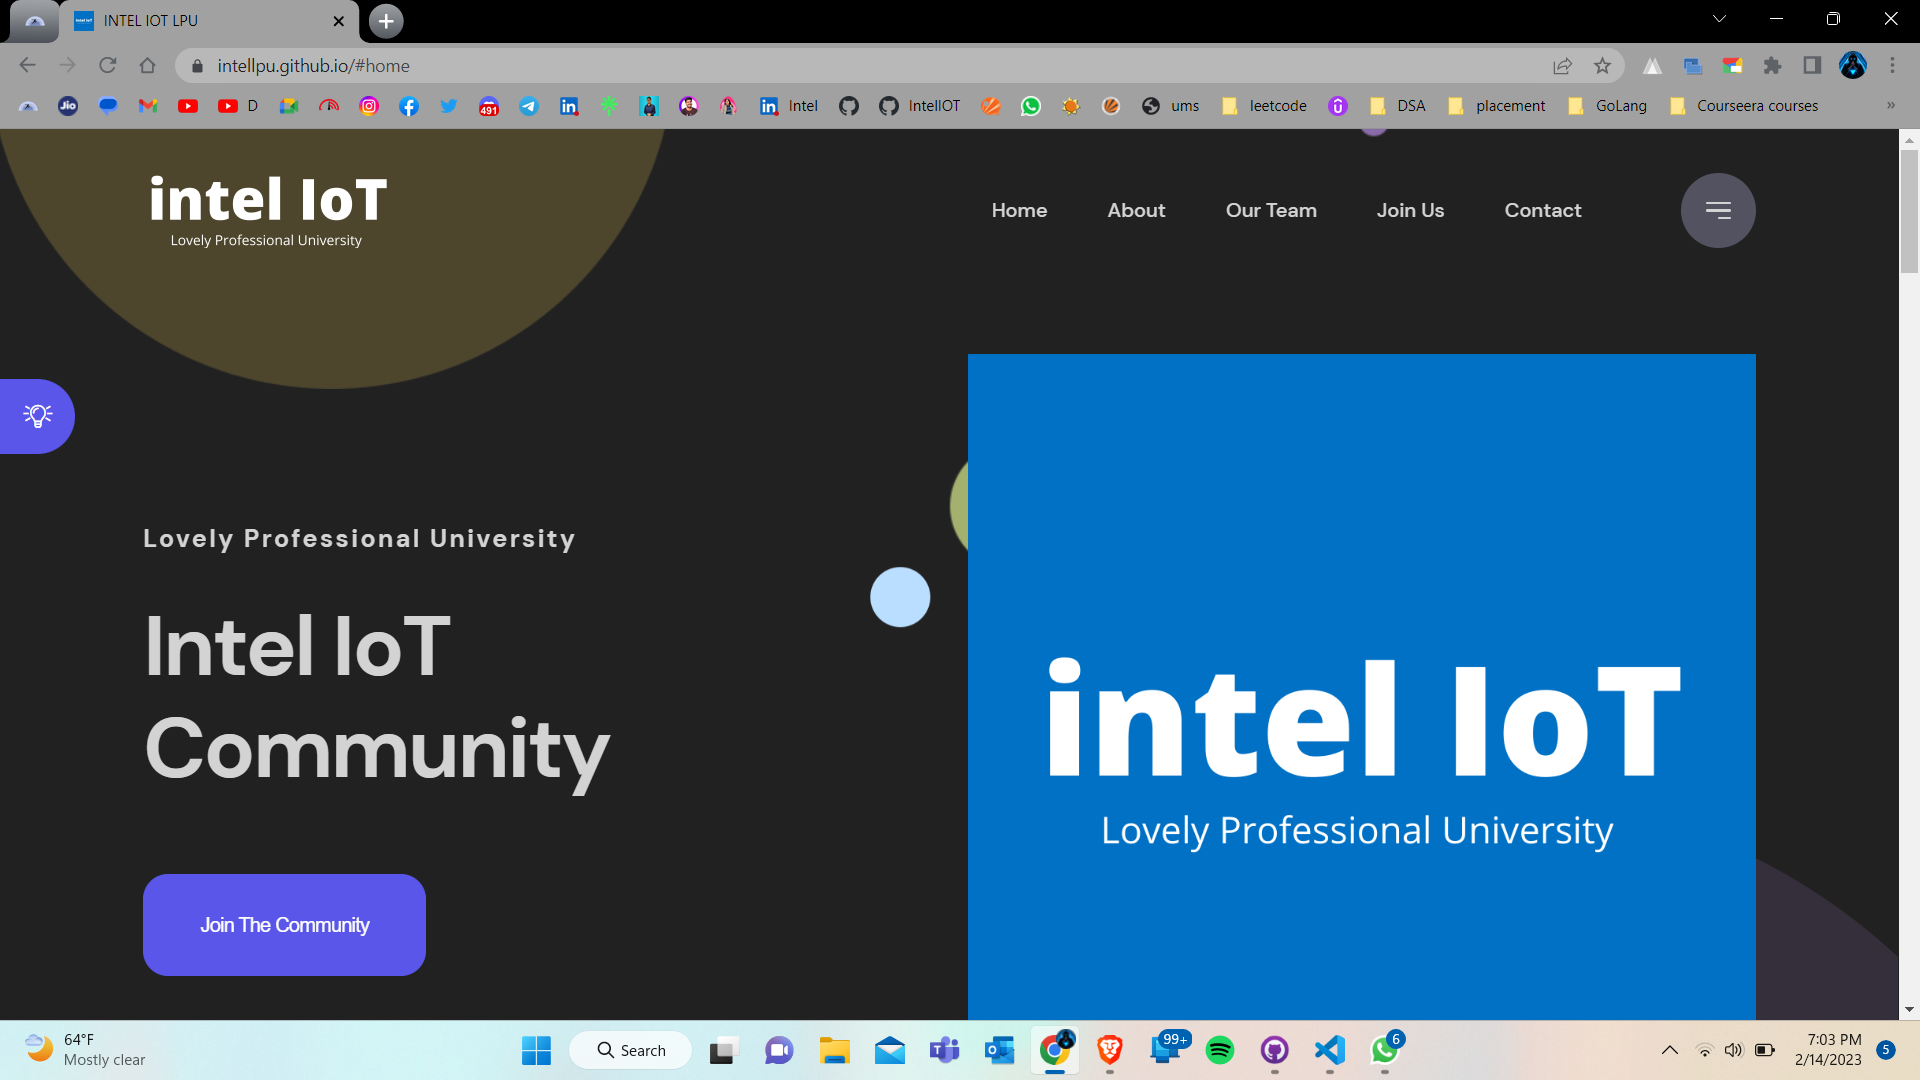 INTEL IOT LPU
intellpu.github.io/#home
Jio
D
491
Intel
IntelIOT
ums
leetcode
DSA
placement
GoLang
Courseera courses
»
intel IoT
Lovely Professional University
Home
About
Our Team
Join Us
Contact
Lovely Professional University
Intel IoT
Community
Join The Community
intel IoT
Lovely Professional University
64°F
Mostly clear
Search
99+
6
7:03 PM
2/14/2023
5